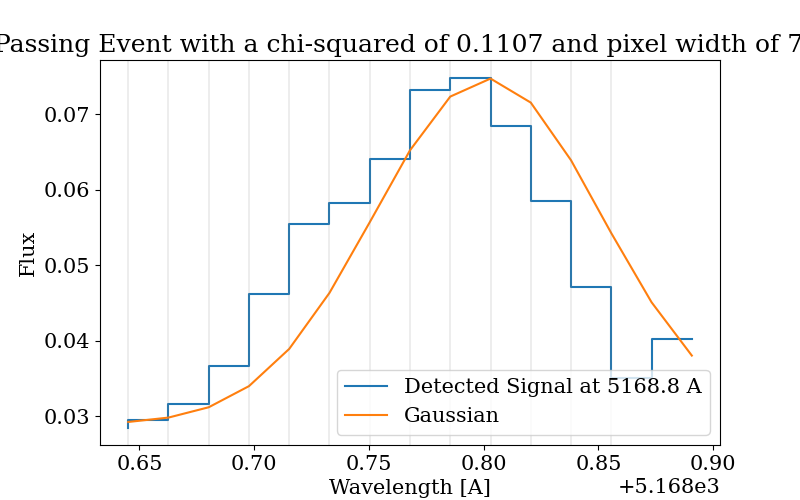 Passing Event with a chi-squared of 0.1107 and pixel width of 7
Flux
0.07
0.06
0.05
0.04
0.03
Detected Signal at 5168.8 A
Gaussian
0.65 0.70 0.75 0.80 0.85 0.90
Wavelength [A] +5.168e3